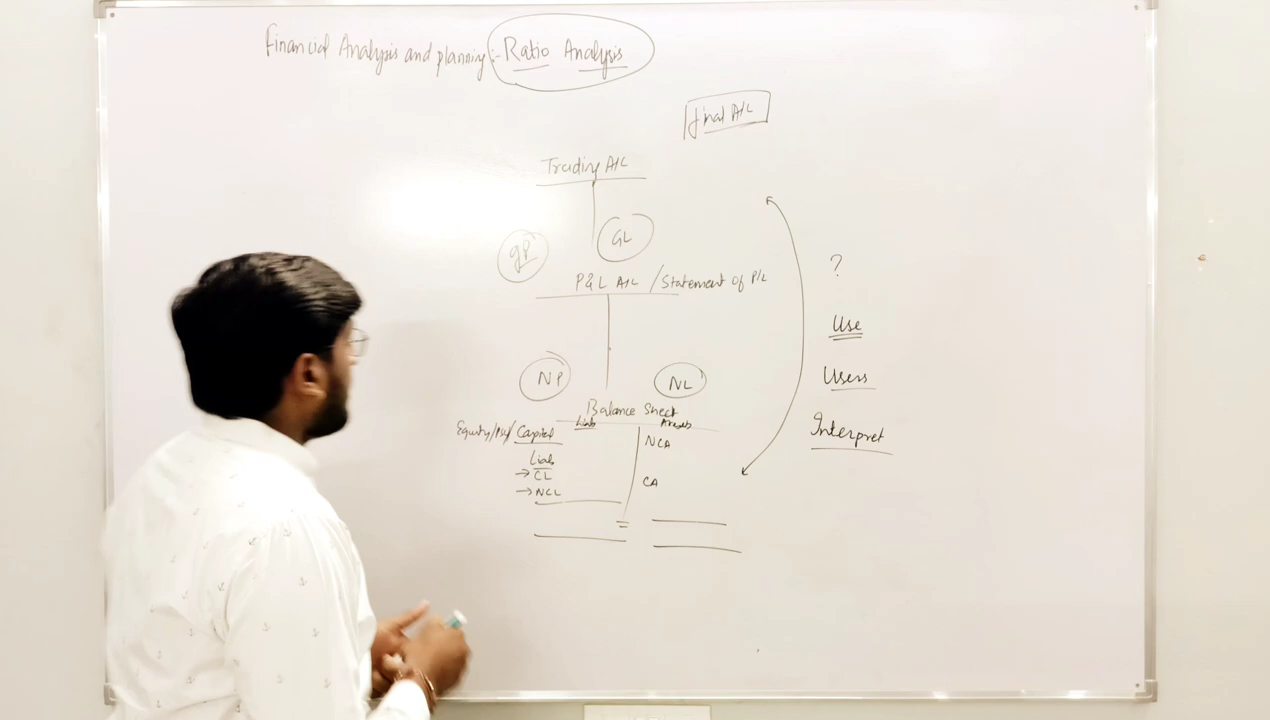 Financial Analysis and planning :- Ratio Analysis
final A/c
Trading A/c
GP GL
P&L A/c / Statement of P/L
?
Use
NP NL
Users
Balance Sheet
Liab Assets
Equity/ / Capital NCA
Interpret
Liab
→ CL CA
→ NCL
=